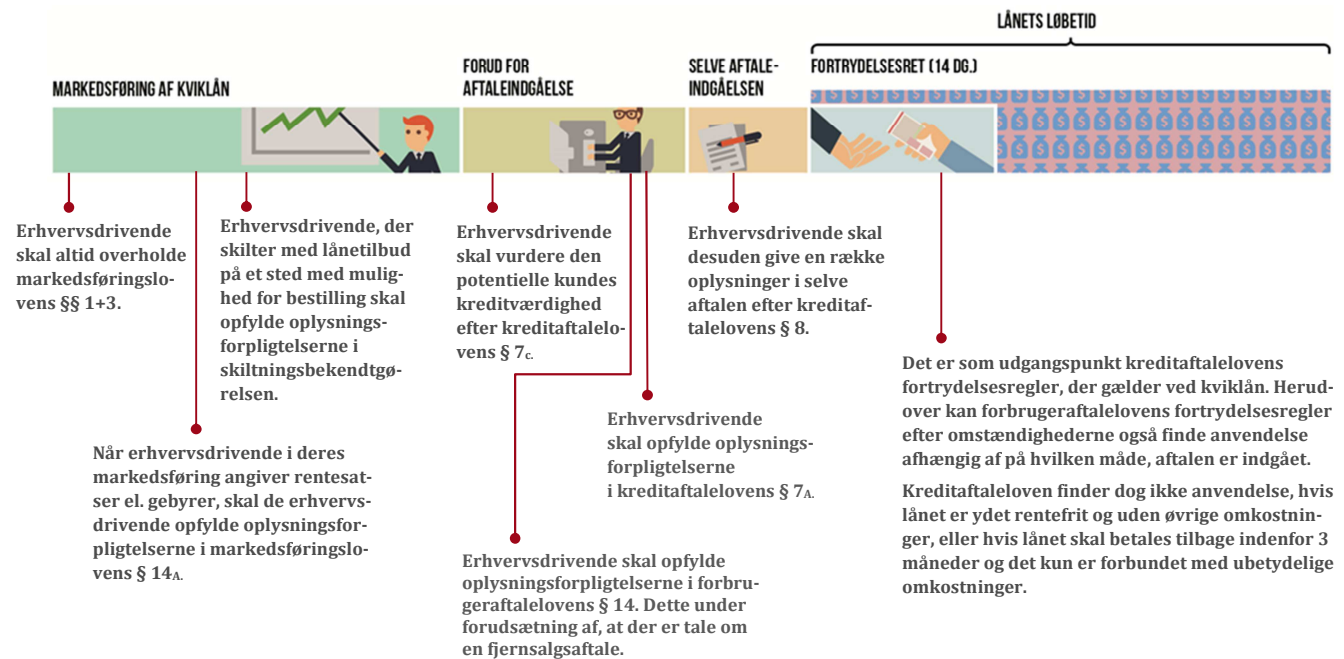 LÅNETS LØBETID
MARKEDSFØRING AF KVIKLÅN
FORUD FOR
AFTALEINDGÅELSE
SELVE AFTALE-
INDGÅELSEN
FORTRYDELSESRET (14 DG.)
Erhvervsdrivende
skal altid overholde
markedsføringslo-
vens §§ 1+3.
Når erhvervsdrivende i deres
markedsføring angiver rentesat-
ser el. gebyrer, skal de erhvervs-
drivende opfylde oplysningsfor-
pligtelserne i markedsføringslo-
vens § 14A.
Erhvervsdrivende, der
skilter med lånetilbud
på et sted med mulig-
hed for bestilling skal
opfylde oplysnings-
forpligtelserne i
skiltningsbekendtgø-
relsen.
Erhvervsdrivende
skal vurdere den
potentielle kundes
kreditværdighed
efter kreditaftalelo-
vens § 7c.
Erhvervsdrivende skal opfylde
oplysningsforpligtelserne i forbru-
geraftalelovens § 14. Dette under
forudsætning af, at der er tale om
en fjernsalgsaftale.
Erhvervsdrivende
skal opfylde oplysnings-
forpligtelserne
i kreditaftalelovens § 7A.
Erhvervsdrivende skal
desuden give en række
oplysninger i selve
aftalen efter kreditaf-
talelovens § 8.
Det er som udgangspunkt kreditaftalelovens
fortrydelsesregler, der gælder ved kviklån. Herud-
over kan forbrugeraftalelovens fortrydelsesregler
efter omstændighederne også finde anvendelse
afhængig af på hvilken måde, aftalen er indgået.
Kreditaftaleloven finder dog ikke anvendelse, hvis
lånet er ydet rentefrit og uden øvrige omkostnin-
ger, eller hvis lånet skal betales tilbage indenfor 3
måneder og det kun er forbundet med ubetydelige
omkostninger.